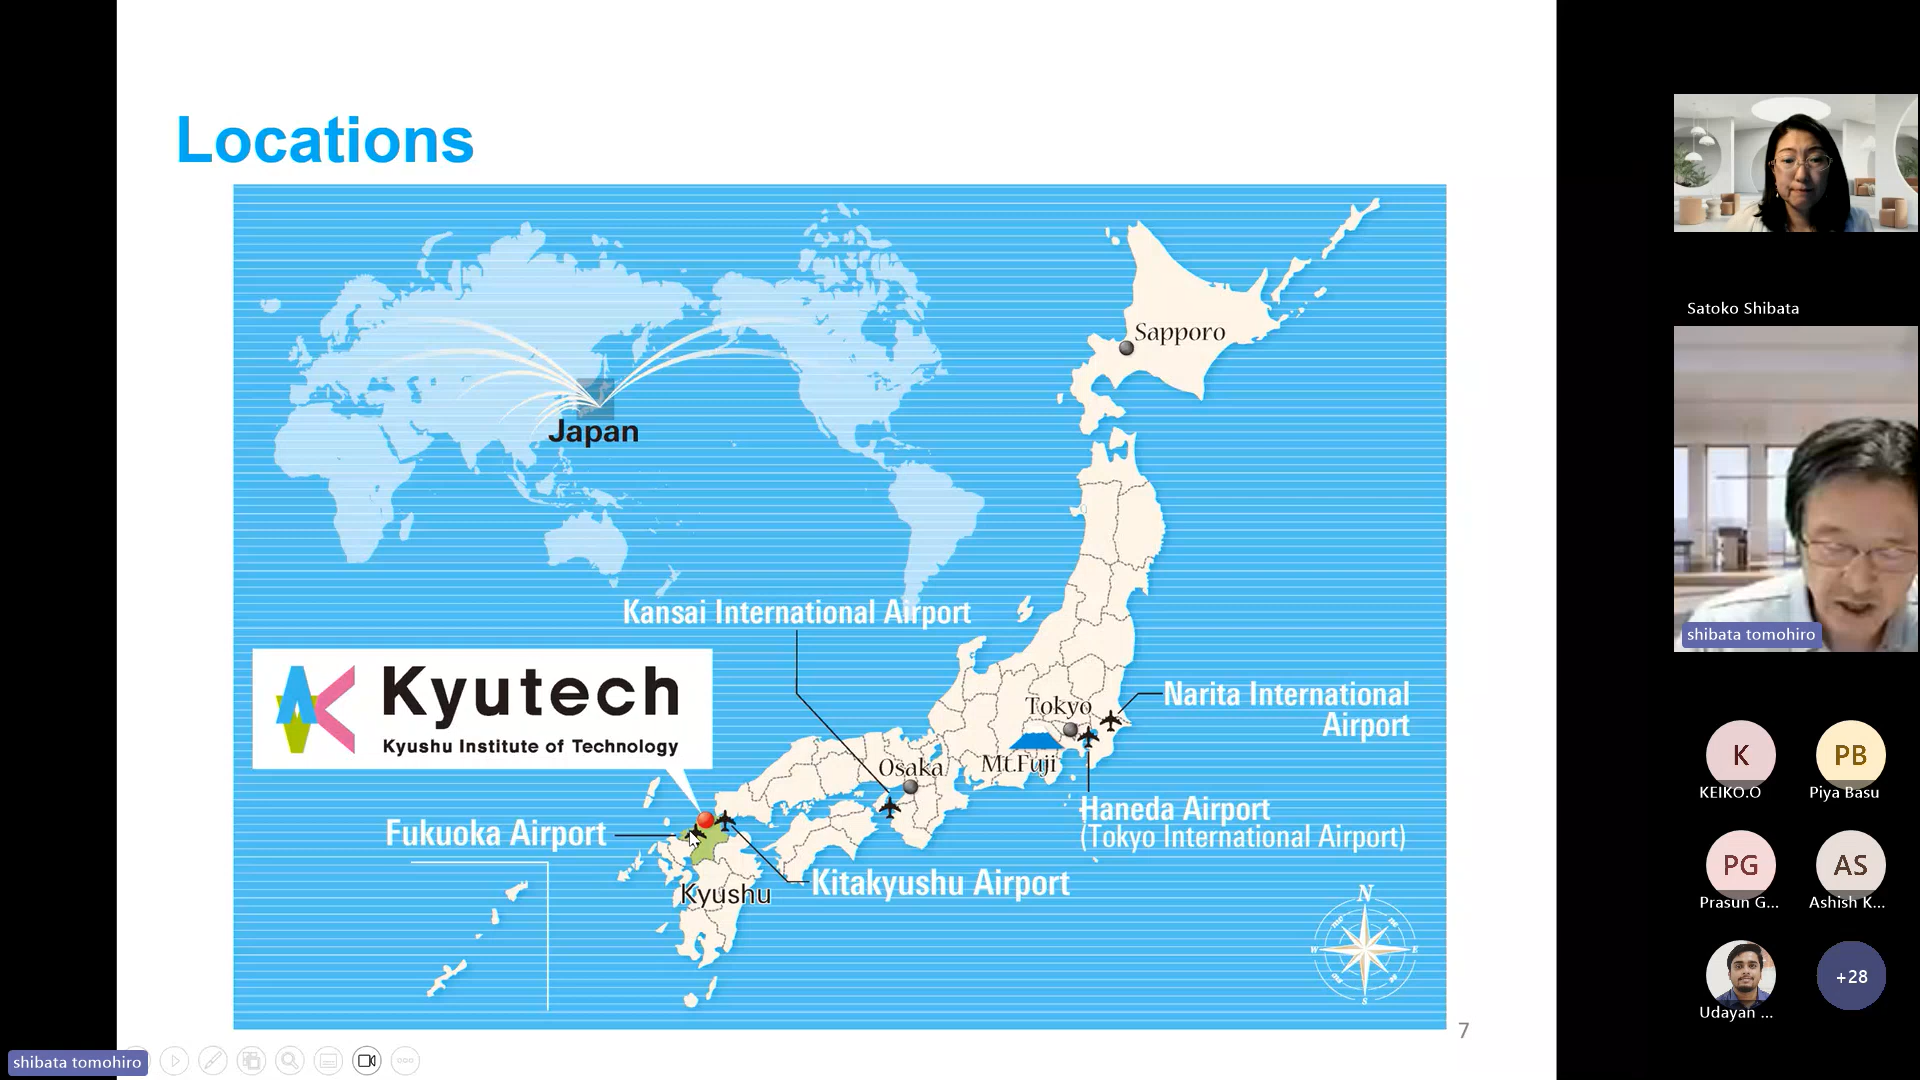 Locations
Japan
Sapporo
Kansai International Airport
Kyutech
Kyushu Institute of Technology
Tokyo
Narita International
Airport
Osaka
Mt.Fuji
Haneda Airport
(Tokyo International Airport)
Fukuoka Airport
Kitakyushu Airport
Kyushu
N
W
E
S
7
shibata tomohiro
Satoko Shibata
shibata tomohiro
K
KEIKO.O
PB
Piya Basu
PG
Prasun G...
AS
Ashish K...
Udayan ...
+28